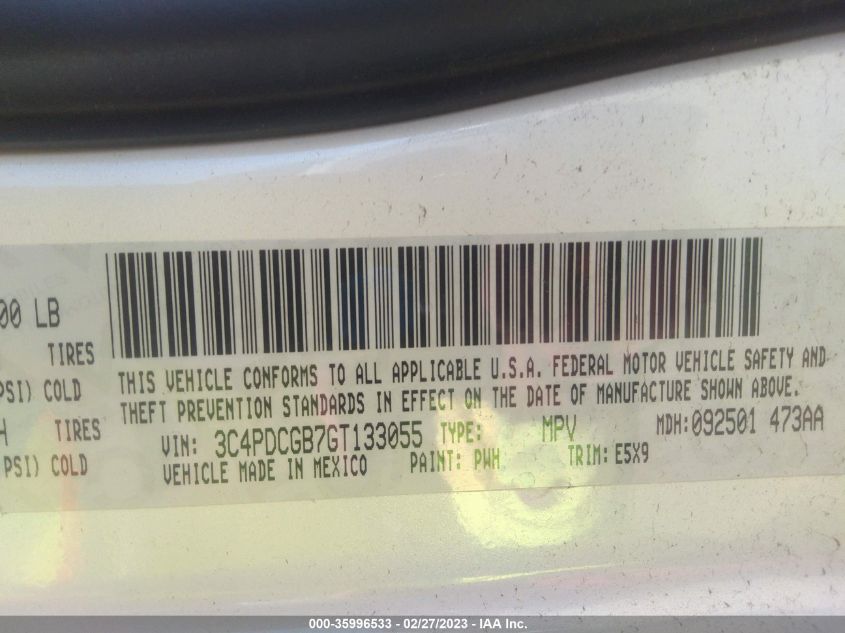 00 LB
TIRES
PSI) COLD
TIRES
PSI) COLD
THIS VEHICLE CONFORMS TO ALL APPLICABLE U.S.A. FEDERAL MOTOR VEHICLE SAFETY AND
THEFT PREVENTION STANDARDS IN EFFECT ON THE DATE OF MANUFACTURE SHOWN ABOVE.
VIN: 3C4PDCGB7GT133055 TYPE: MPV MDH:092501 473AA
VEHICLE MADE IN MEXICO PAINT: PWH TRIM: E5X9
000-35996533 - 02/27/2023 - IAA Inc.